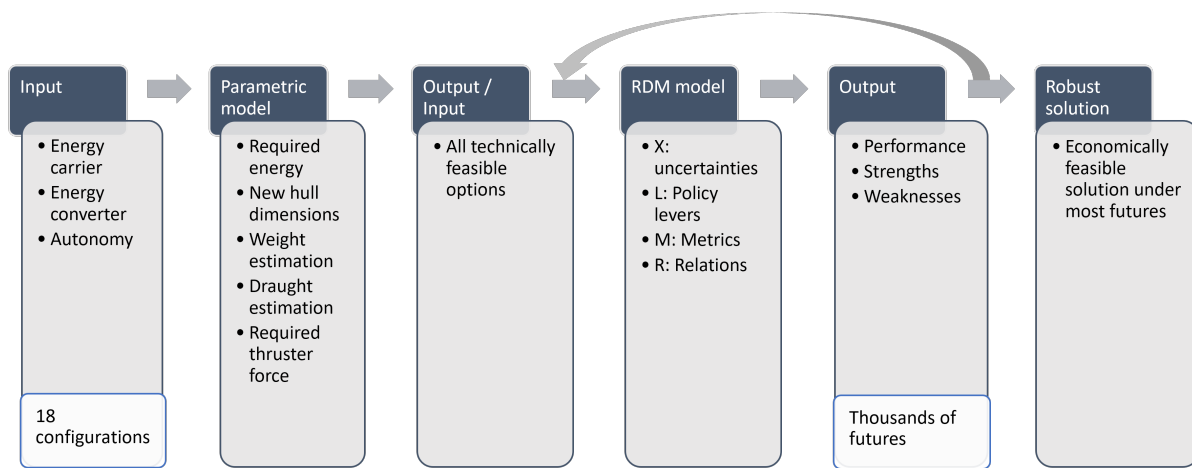 Input
• Energy
carrier
• Energy
converter
• Autonomy
18
configurations
Parametric
model
• Required
energy
• New hull
dimensions
• Weight
estimation
• Draught
estimation
• Required
thruster
force
Output /
Input
• All technically
feasible
options
RDM model
• X:
uncertainties
• L: Policy
levers
• M: Metrics
• R: Relations
Output
• Performance
• Strengths
• Weaknesses
Thousands of
futures
Robust
solution
• Economically
feasible
solution under
most futures